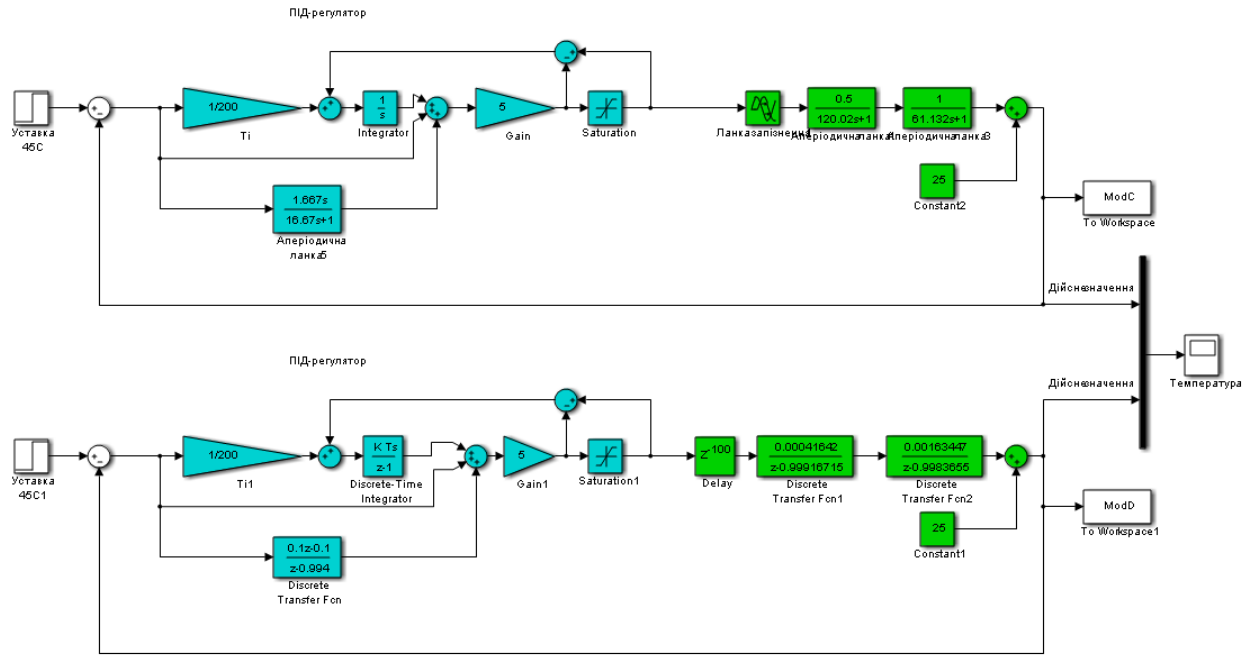 ПІД-регулятор
Уставка
45C
1/200
Ti
1
s
Integrator
5
Gain
Saturation
Ланказапізнення
0.5
120.02s+1
Аперіодичналанка4
1
61.132s+1
Аперіодичналанка3
25
Constant2
1.667s
16.67s+1
Аперіодична
ланка5
ModC
To Workspace
Дійснезначення
ПІД-регулятор
Дійснезначення
Температура
Уставка
45C1
1/200
Ti1
K Ts
z-1
Discrete-Time
Integrator
5
Gain1
Saturation1
z-100
Delay
0.00041642
z-0.99916715
Discrete
Transfer Fcn1
0.00163447
z-0.9983655
Discrete
Transfer Fcn2
25
Constant1
0.1z-0.1
z-0.994
Discrete
Transfer Fcn
ModD
To Workspace1